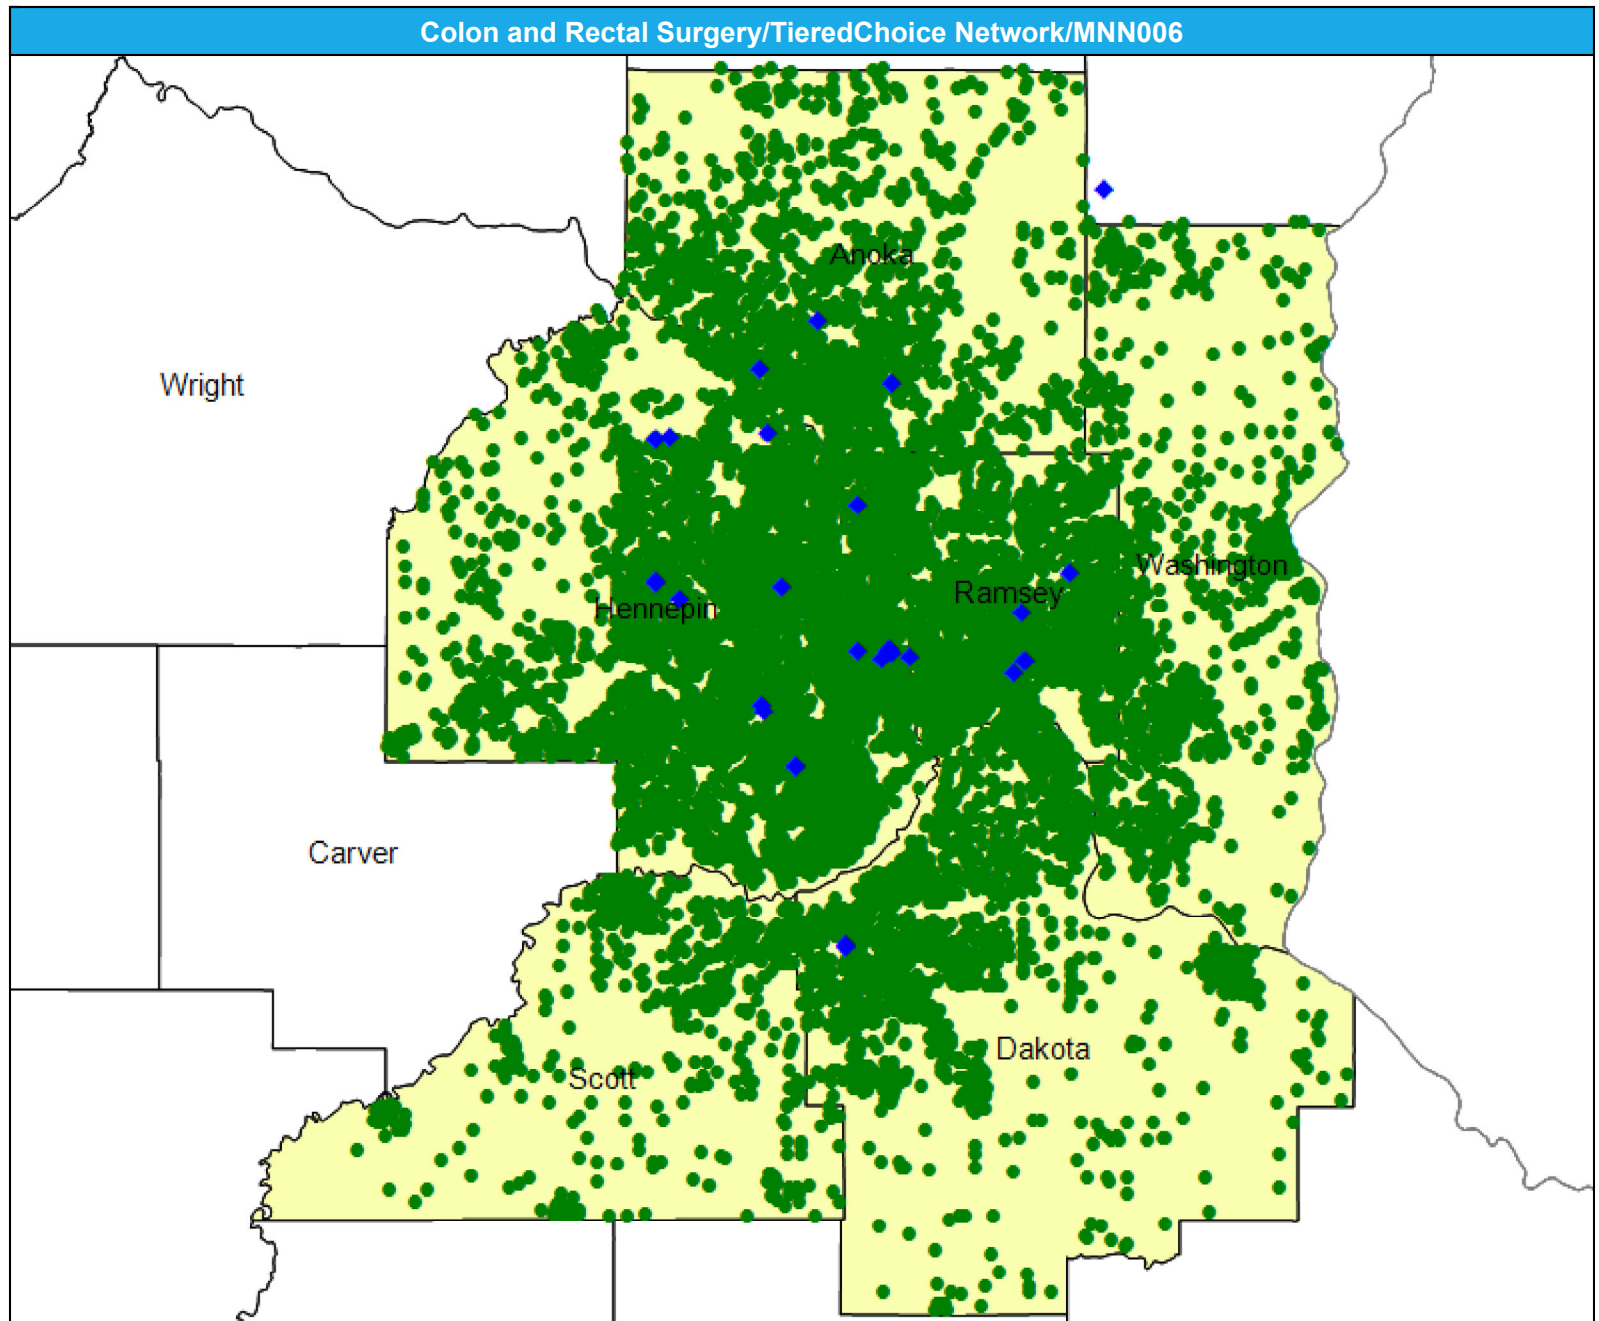 Colon and Rectal Surgery/TieredChoice Network/MNN006
Anoka
Wright
Washington
Ramsey
Hennepin
Carver
Dakota
Scott